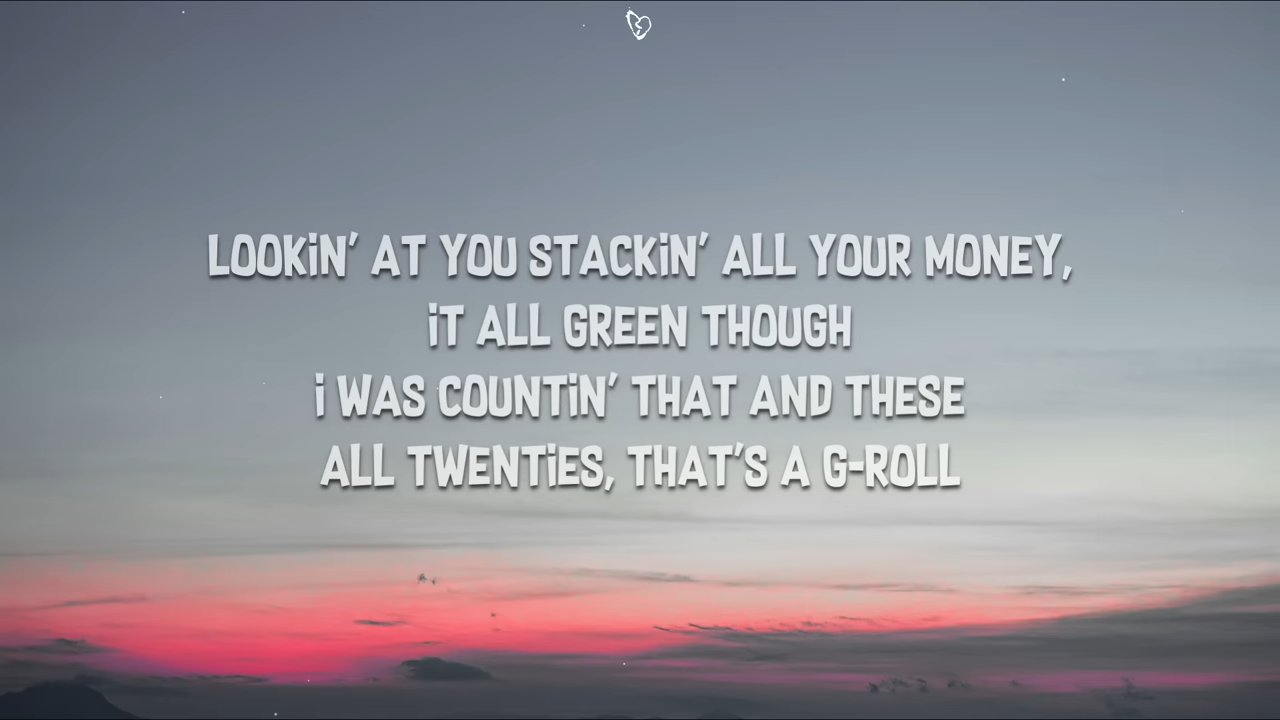 LOOKiN' AT YOU STACKiN' ALL YOUR MONEY,
iT ALL GREEN THOUGH
i WAS COUNTiN' THAT AND THESE
ALL TWENTiES, THAT'S A G-ROLL